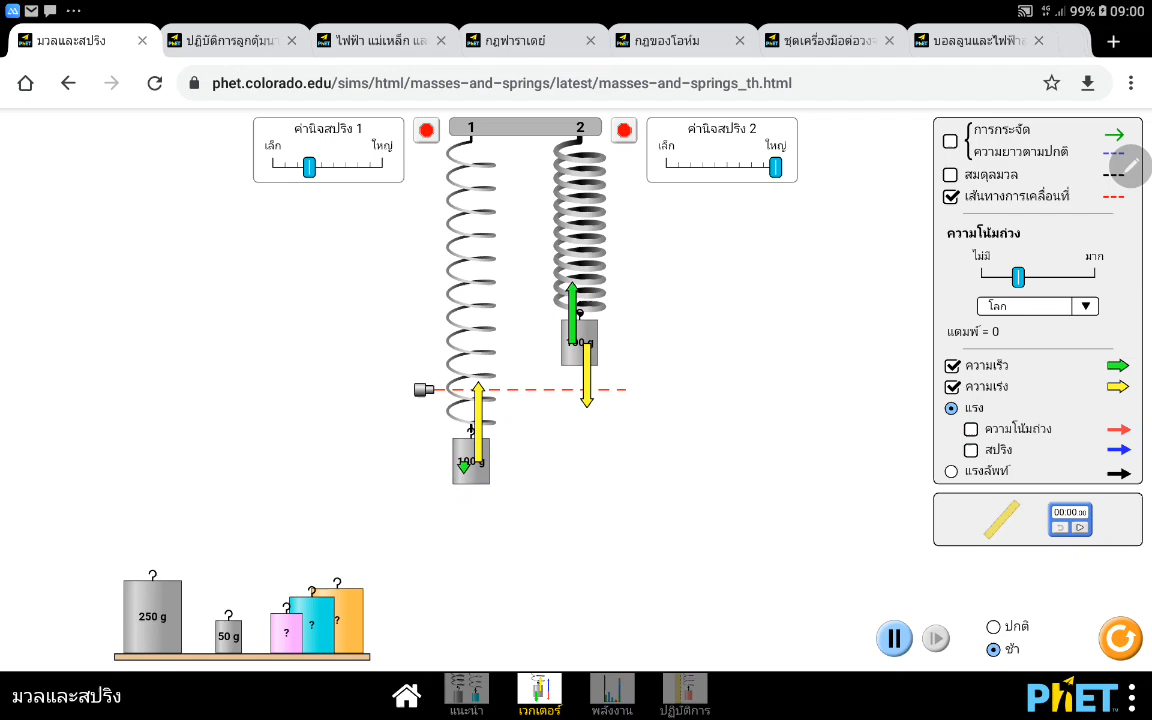 99% 09:00
มวลและสปริง
ปฏิบัติการลูกตุ้มนา
ไฟฟ้า แม่เหล็ก และ
กฎฟาราเดย์
กฎของโอห์ม
ชุดเครื่องมือต่อวงจ
บอลลูนและไฟฟ้าส
phet.colorado.edu/sims/html/masses-and-springs/latest/masses-and-springs_th.html
ค่านิจสปริง 1
เล็ก ใหญ่
1 2
ค่านิจสปริง 2
เล็ก ใหญ่
การกระจัด
ความยาวตามปกติ
สมดุลมวล
เส้นทางการเคลื่อนที่
ความโน้มถ่วง
ไม่มี มาก
โลก
แดมพ์ = 0
ความเร็ว
ความเร่ง
แรง
ความโน้มถ่วง
สปริง
แรงลัพท์
100 g
00:00.00
250 g
50 g
?
?
?
ปกติ
ช้า
มวลและสปริง
แนะนำ
เวกเตอร์
พลังงาน
ปฏิบัติการ
PhET